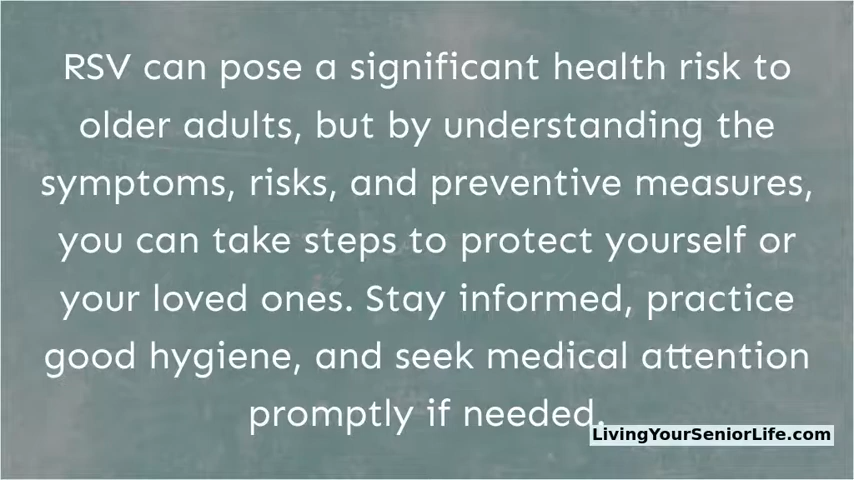 RSV can pose a significant health risk to
older adults, but by understanding the
symptoms, risks, and preventive measures,
you can take steps to protect yourself or
your loved ones. Stay informed, practice
good hygiene, and seek medical attention
promptly if needed.
LivingYourSeniorLife.com